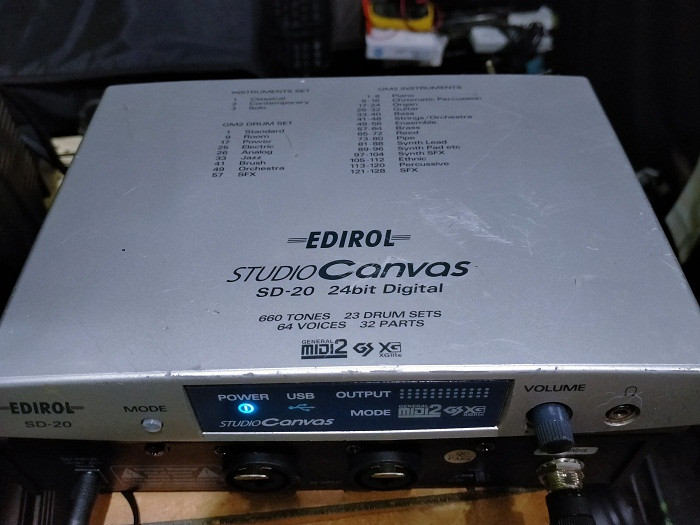 INSTRUMENTS SET
1 Classical
2 Contemporary
3 Solo
GM2 DRUM SET
1 Standard
9 Room
17 Power
25 Electric
26 Analog
33 Jazz
41 Brush
49 Orchestra
57 SFX
GM2 INSTRUMENTS
1-8 Piano
9-16 Chromatic Percussion
17-24 Organ
25-32 Guitar
33-40 Bass
41-48 Strings/Orchestra
49-56 Ensemble
57-64 Brass
65-72 Reed
73-80 Pipe
81-88 Synth Lead
89-96 Synth Pad etc
97-104 Synth SFX
105-112 Ethnic
113-120 Percussive
121-128 SFX
EDIROL
STUDIO Canvas
SD-20 24bit Digital
660 TONES 23 DRUM SETS
64 VOICES 32 PARTS
GENERAL MIDI2 GS XG
XGlite
EDIROL
SD-20
MODE
POWER USB OUTPUT
MODE GENERAL MIDI2 GS XG
STUDIO Canvas
VOLUME